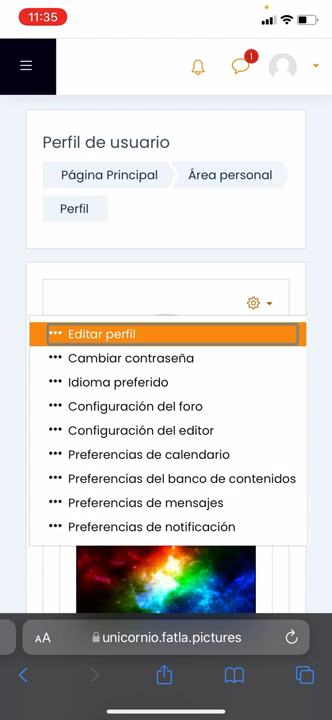 11:35
1
Perfil de usuario
Página Principal
Área personal
Perfil
Editar perfil
Cambiar contraseña
Idioma preferido
Configuración del foro
Configuración del editor
Preferencias de calendario
Preferencias del banco de contenidos
Preferencias de mensajes
Preferencias de notificación
AA
unicornio.fatla.pictures